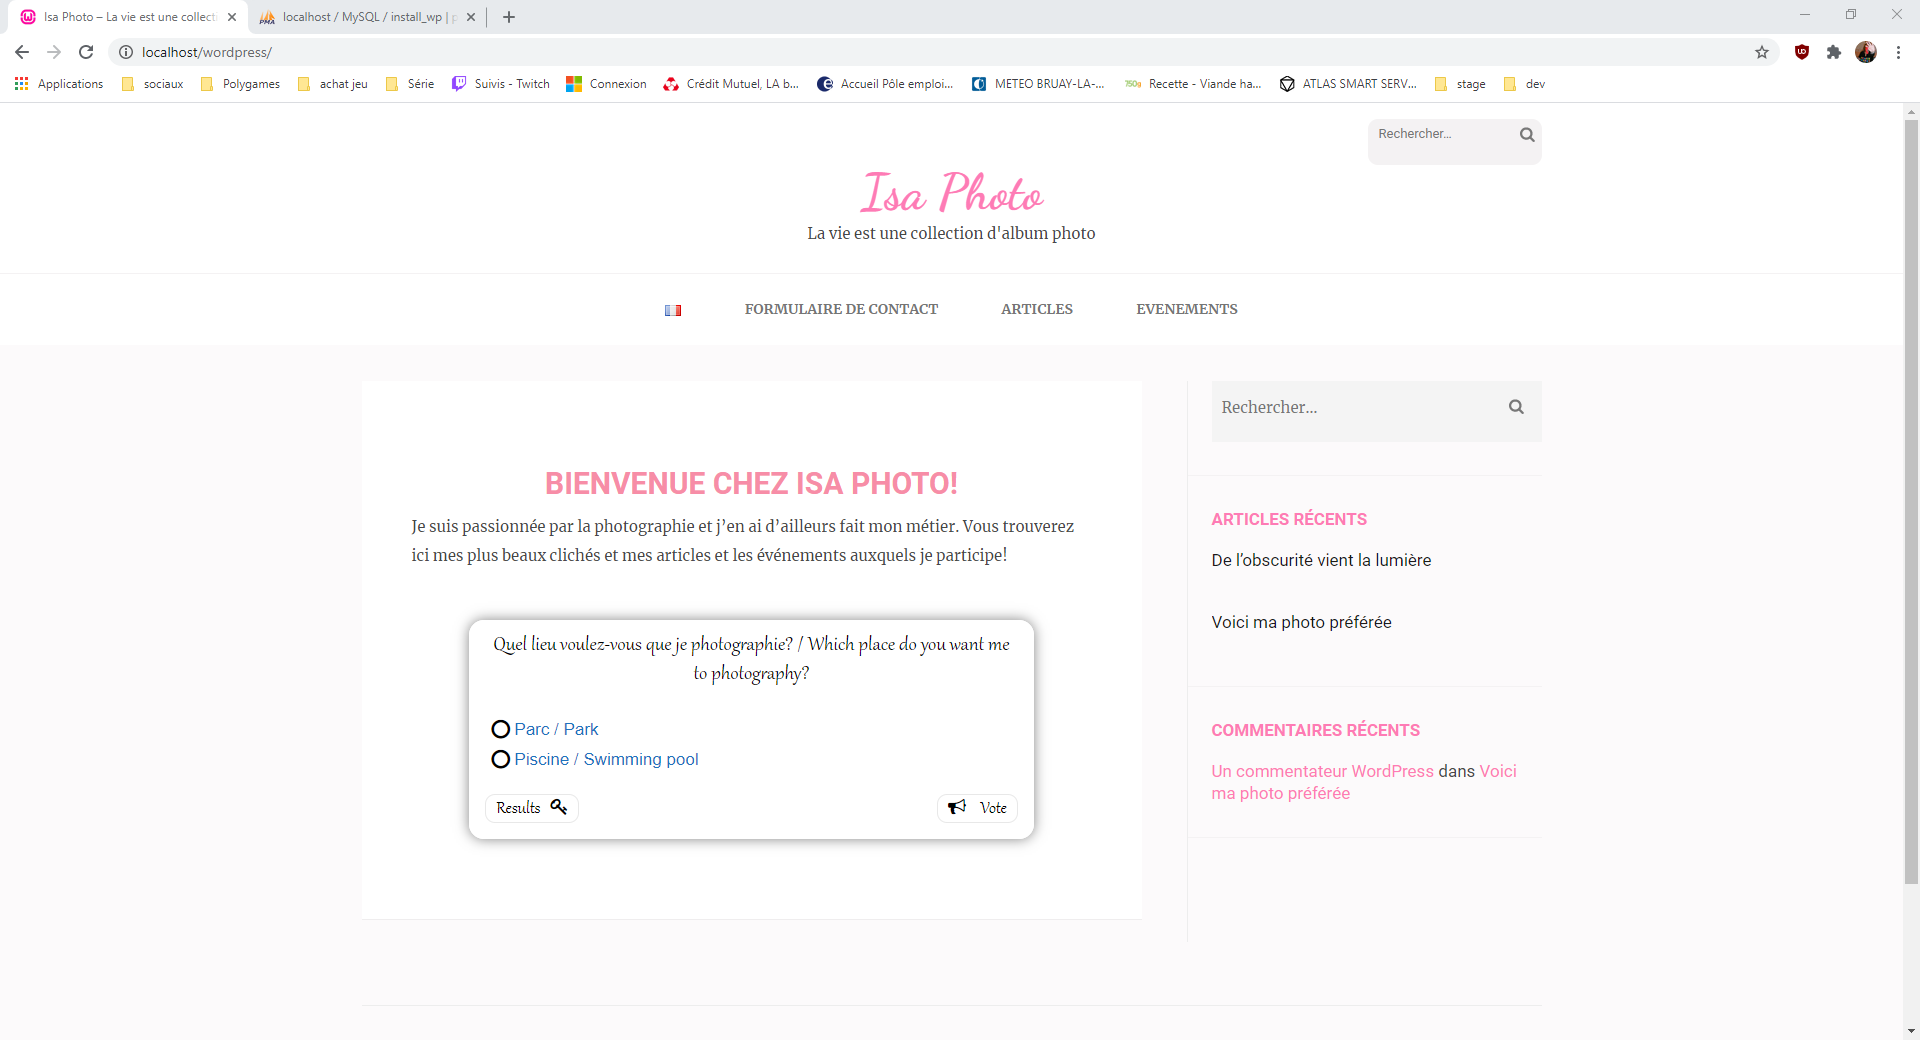 Isa Photo – La vie est une collecti
localhost / MySQL / install_wp | p
localhost/wordpress/
Applications sociaux Polygames achat jeu Série Suivis - Twitch Connexion Crédit Mutuel, LA b... Accueil Pôle emploi... METEO BRUAY-LA-... 750g Recette - Viande ha... ATLAS SMART SERV... stage dev
Rechercher...
Isa Photo
La vie est une collection d'album photo
FORMULAIRE DE CONTACT ARTICLES EVENEMENTS
BIENVENUE CHEZ ISA PHOTO!
Je suis passionnée par la photographie et j’en ai d’ailleurs fait mon métier. Vous trouverez
ici mes plus beaux clichés et mes articles et les événements auxquels je participe!
Quel lieu voulez-vous que je photographie? / Which place do you want me
to photography?
Parc / Park
Piscine / Swimming pool
Results Vote
Rechercher...
ARTICLES RÉCENTS
De l’obscurité vient la lumière
Voici ma photo préférée
COMMENTAIRES RÉCENTS
Un commentateur WordPress dans Voici
ma photo préférée